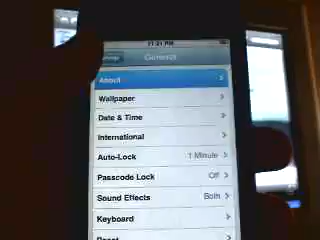 11:31 PM
General
About
Wallpaper
Date & Time
International
Auto-Lock 1 Minute
Passcode Lock Off
Sound Effects Both
Keyboard
Reset